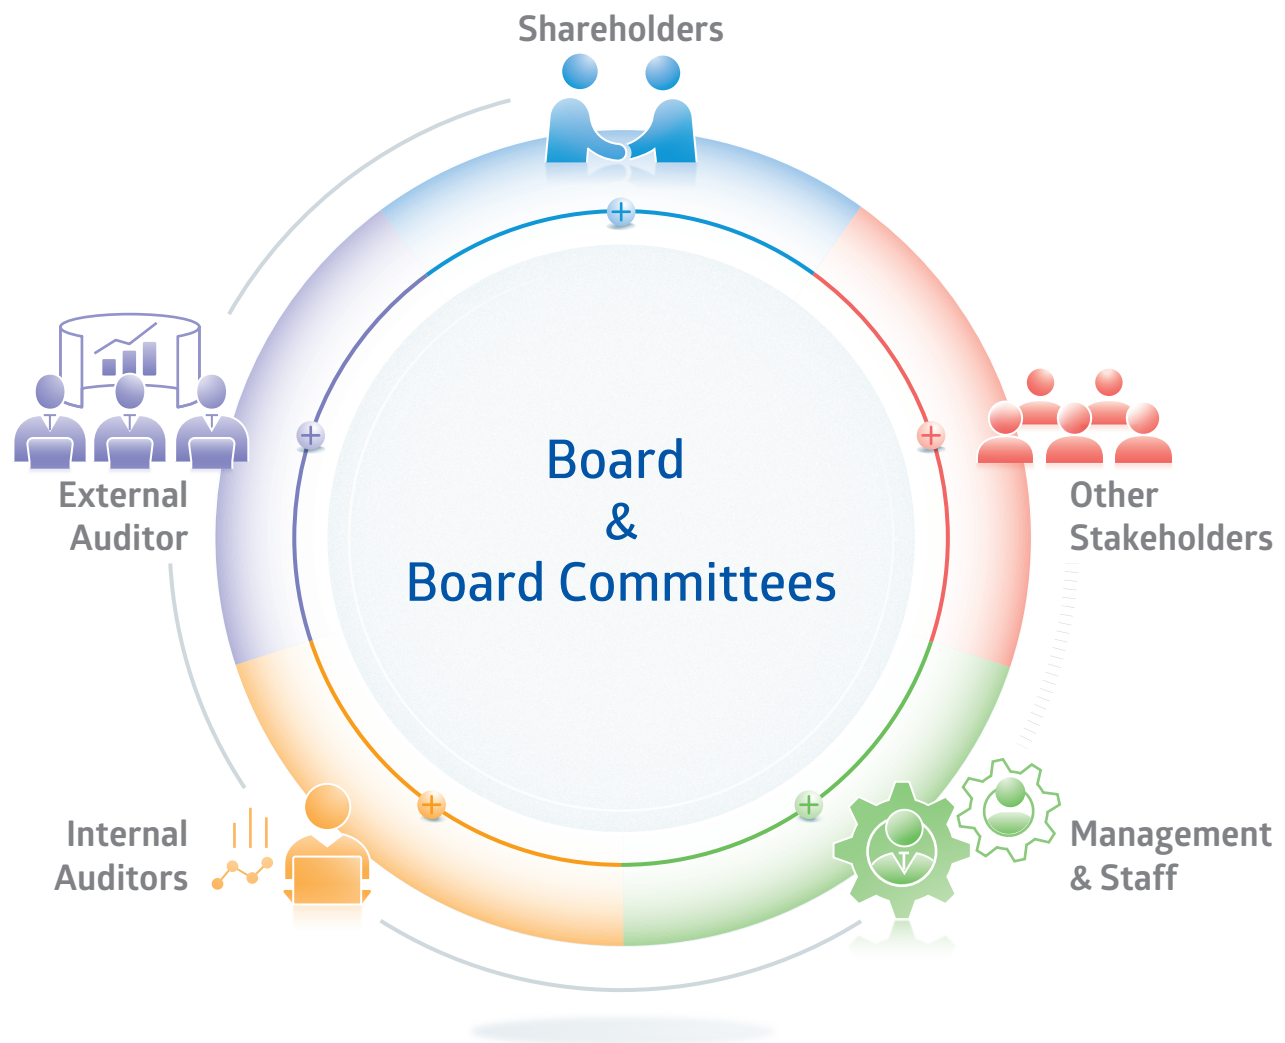 Shareholders
External
Auditor
Board
&
Board Committees
Other
Stakeholders
Internal
Auditors
Management
& Staff